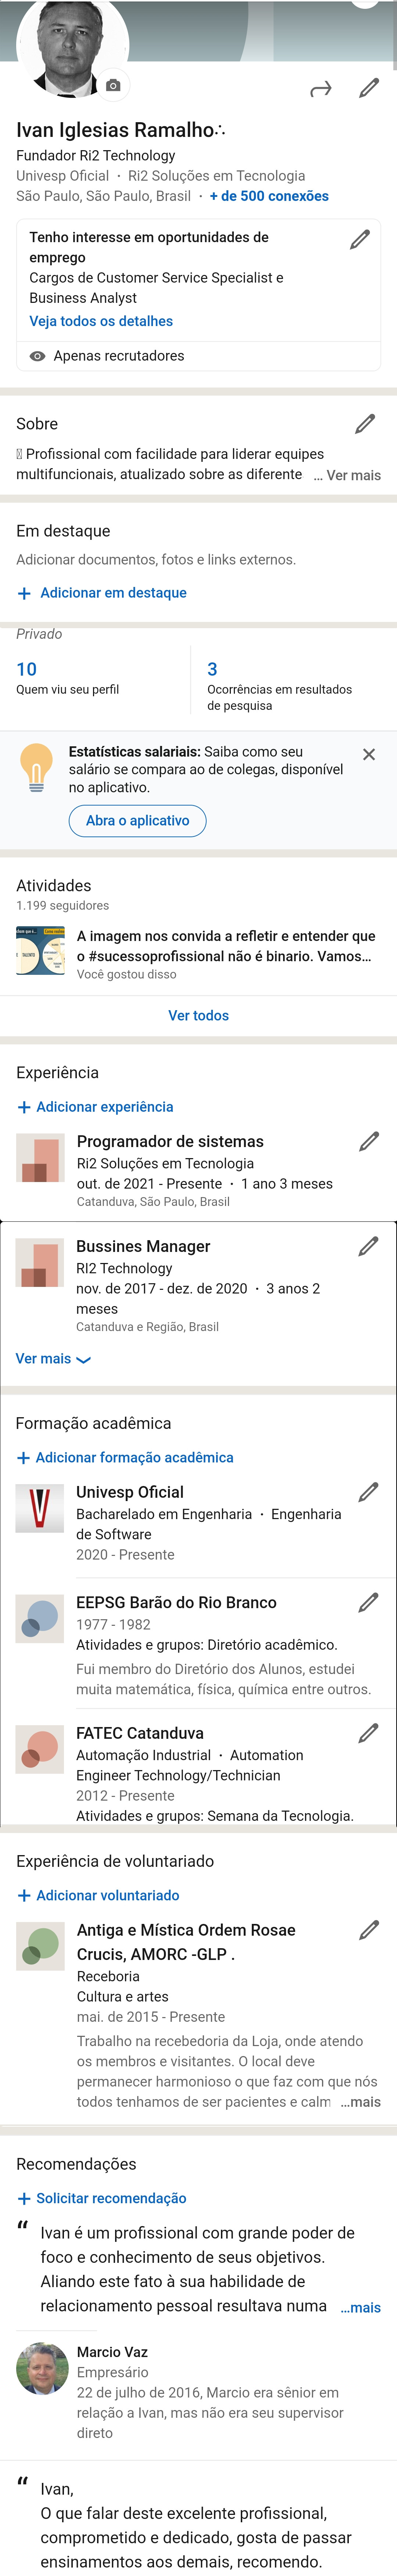 Ivan Iglesias Ramalho∴
Fundador Ri2 Technology
Univesp Oficial · Ri2 Soluções em Tecnologia
São Paulo, São Paulo, Brasil · + de 500 conexões
Tenho interesse em oportunidades de
emprego
Cargos de Customer Service Specialist e
Business Analyst
Veja todos os detalhes
Apenas recrutadores
Sobre
Profissional com facilidade para liderar equipes
multifuncionais, atualizado sobre as diferente ... Ver mais
Em destaque
Adicionar documentos, fotos e links externos.
+ Adicionar em destaque
Privado
10
Quem viu seu perfil
3
Ocorrências em resultados
de pesquisa
Estatísticas salariais: Saiba como seu
salário se compara ao de colegas, disponível
no aplicativo.
Abra o aplicativo
Atividades
1.199 seguidores
A imagem nos convida a refletir e entender que
o #sucessoprofissional não é binario. Vamos...
Você gostou disso
Ver todos
Experiência
+ Adicionar experiência
Programador de sistemas
Ri2 Soluções em Tecnologia
out. de 2021 - Presente · 1 ano 3 meses
Catanduva, São Paulo, Brasil
Bussines Manager
RI2 Technology
nov. de 2017 - dez. de 2020 · 3 anos 2
meses
Catanduva e Região, Brasil
Ver mais
Formação acadêmica
+ Adicionar formação acadêmica
Univesp Oficial
Bacharelado em Engenharia · Engenharia
de Software
2020 - Presente
EEPSG Barão do Rio Branco
1977 - 1982
Atividades e grupos: Diretório acadêmico.
Fui membro do Diretório dos Alunos, estudei
muita matemática, física, química entre outros.
FATEC Catanduva
Automação Industrial · Automation
Engineer Technology/Technician
2012 - Presente
Atividades e grupos: Semana da Tecnologia.
Experiência de voluntariado
+ Adicionar voluntariado
Antiga e Mística Ordem Rosae
Crucis, AMORC -GLP .
Receboria
Cultura e artes
mai. de 2015 - Presente
Trabalho na recebedoria da Loja, onde atendo
os membros e visitantes. O local deve
permanecer harmonioso o que faz com que nós
todos tenhamos de ser pacientes e calm ...mais
Recomendações
+ Solicitar recomendação
“ Ivan é um profissional com grande poder de
foco e conhecimento de seus objetivos.
Aliando este fato à sua habilidade de
relacionamento pessoal resultava numa ...mais
Marcio Vaz
Empresário
22 de julho de 2016, Marcio era sênior em
relação a Ivan, mas não era seu supervisor
direto
“ Ivan,
O que falar deste excelente profissional,
comprometido e dedicado, gosta de passar
ensinamentos aos demais, recomendo.